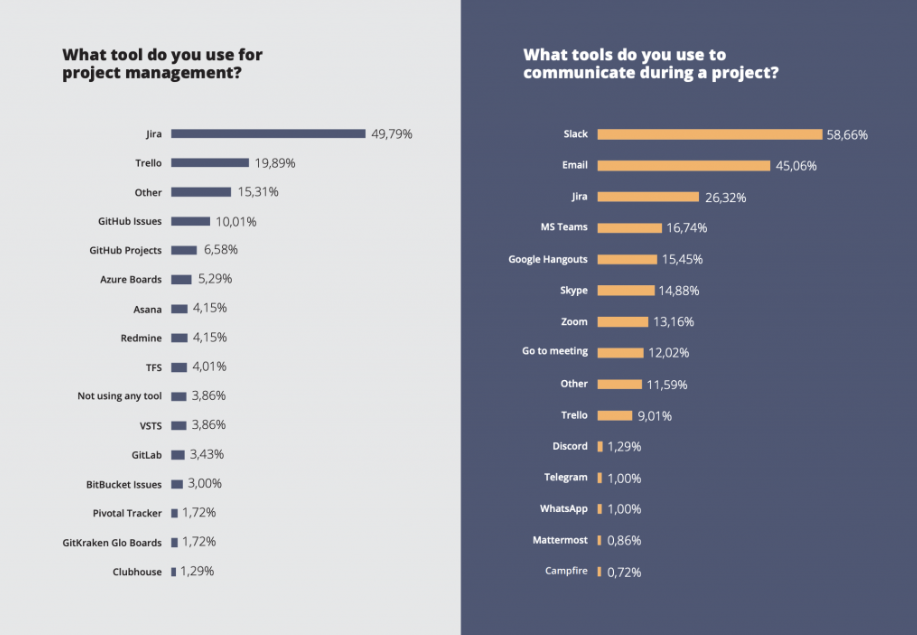 What tool do you use for
project management?
Jira 49,79%
Trello 19,89%
Other 15,31%
GitHub Issues 10,01%
GitHub Projects 6,58%
Azure Boards 5,29%
Asana 4,15%
Redmine 4,15%
TFS 4,01%
Not using any tool 3,86%
VSTS 3,86%
GitLab 3,43%
BitBucket Issues 3,00%
Pivotal Tracker 1,72%
GitKraken Glo Boards 1,72%
Clubhouse 1,29%
What tools do you use to
communicate during a project?
Slack 58,66%
Email 45,06%
Jira 26,32%
MS Teams 16,74%
Google Hangouts 15,45%
Skype 14,88%
Zoom 13,16%
Go to meeting 12,02%
Other 11,59%
Trello 9,01%
Discord 1,29%
Telegram 1,00%
WhatsApp 1,00%
Mattermost 0,86%
Campfire 0,72%